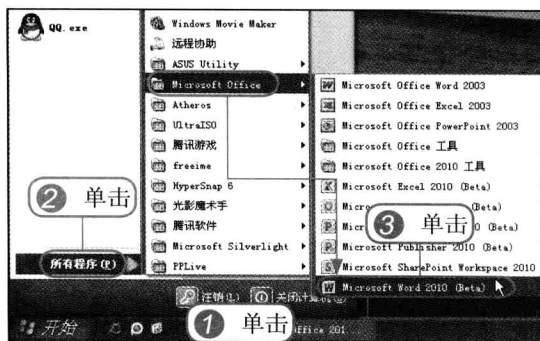 QQ.exe
Windows Movie Maker
远程协助
ASUS Utility
Microsoft Office
Atheros
UltraISO
腾讯游戏
freeime
HyperSnap 6
光影魔术手
腾讯软件
Microsoft Silverlight
PPLive
Microsoft Office Word 2003
Microsoft Office Excel 2003
Microsoft Office PowerPoint 2003
Microsoft Office 工具
Microsoft Office 2010 工具
Microsoft Excel 2010 (Beta)
(Beta)
0 (Beta)
Microsoft Publisher 2010 (Beta)
Microsoft SharePoint Workspace 2010
Microsoft Word 2010 (Beta)
2 单击
3 单击
所有程序(P)
注销(L)
关闭计算机(U)
1 单击
开始
ffice 201...